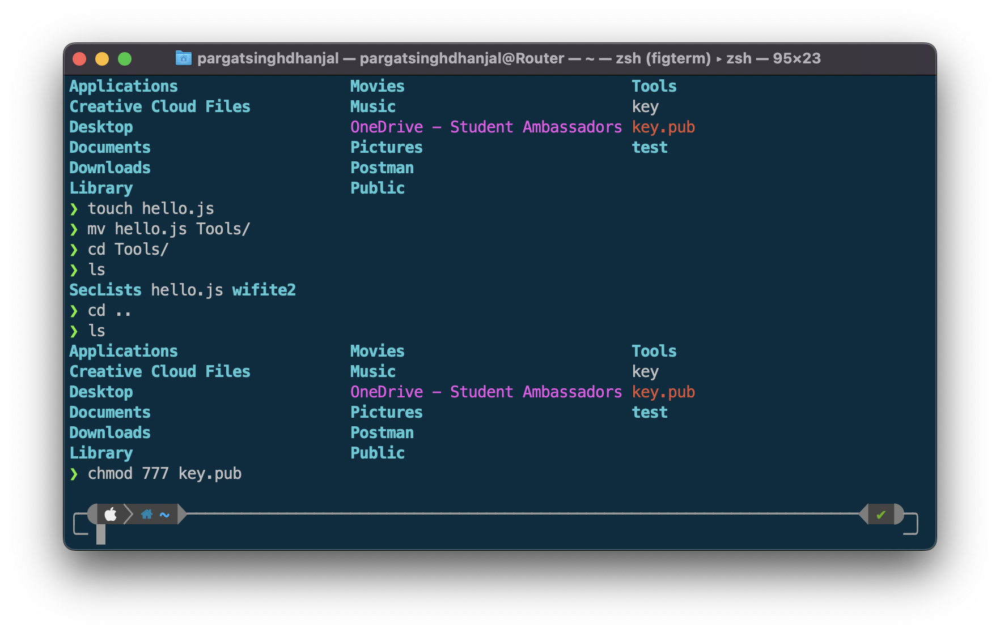 pargatsinghdhanjal — pargatsinghdhanjal@Router — ~ — zsh (figterm) ▸ zsh — 95×23
Applications Movies Tools
Creative Cloud Files Music key
Desktop OneDrive - Student Ambassadors key.pub
Documents Pictures test
Downloads Postman
Library Public
❯ touch hello.js
❯ mv hello.js Tools/
❯ cd Tools/
❯ ls
SecLists hello.js wifite2
❯ cd ..
❯ ls
Applications Movies Tools
Creative Cloud Files Music key
Desktop OneDrive - Student Ambassadors key.pub
Documents Pictures test
Downloads Postman
Library Public
❯ chmod 777 key.pub
~ ✔